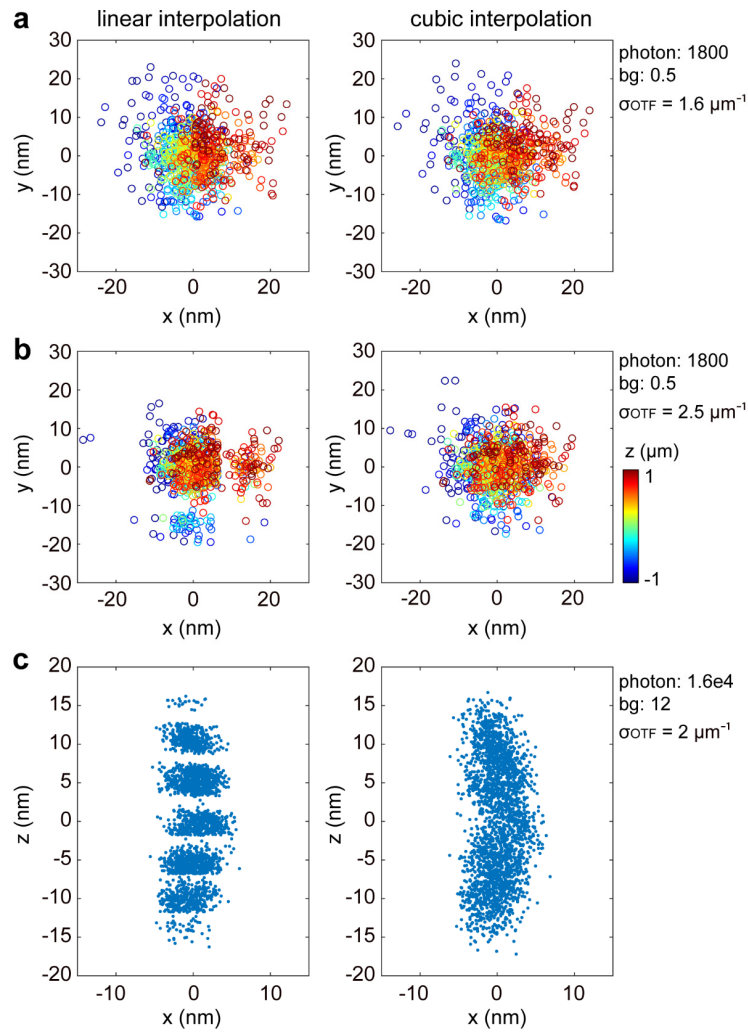 a
linear interpolation
cubic interpolation
30
20
10
0
-10
-20
-30
y (nm)
-20
0
20
x (nm)
30
20
10
0
-10
-20
-30
y (nm)
-20
0
20
x (nm)
photon: 1800
bg: 0.5
σOTF = 1.6 µm⁻¹
b
30
20
10
0
-10
-20
-30
y (nm)
-20
0
20
x (nm)
30
20
10
0
-10
-20
-30
y (nm)
-20
0
20
x (nm)
photon: 1800
bg: 0.5
σOTF = 2.5 µm⁻¹
z (µm)
1
-1
c
20
15
10
5
0
-5
-10
-15
-20
z (nm)
-10
0
10
x (nm)
20
15
10
5
0
-5
-10
-15
-20
z (nm)
-10
0
10
x (nm)
photon: 1.6e4
bg: 12
σOTF = 2 µm⁻¹